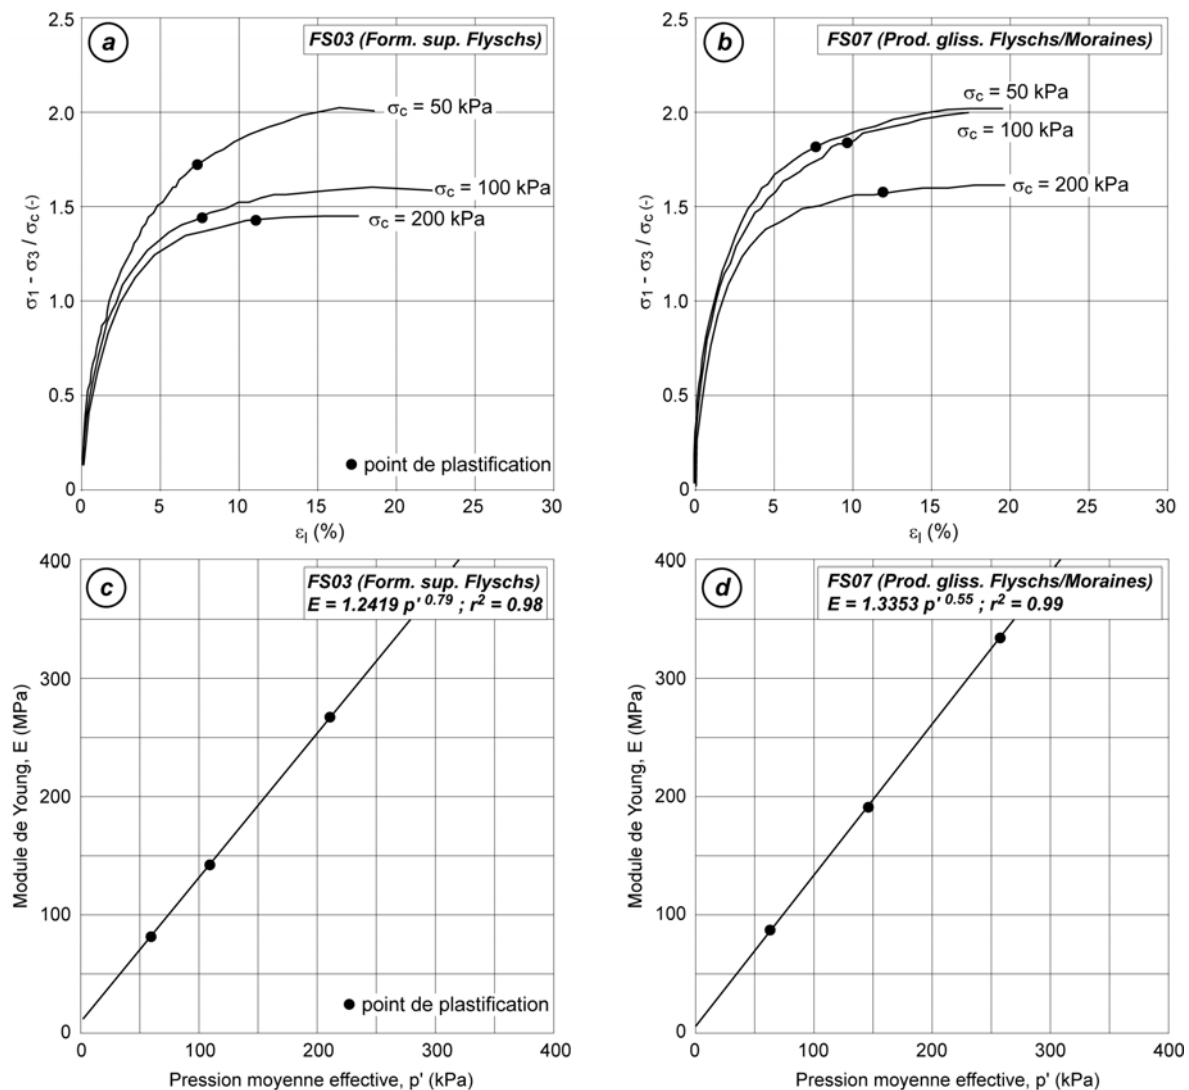 a
FS03 (Form. sup. Flyschs)
σc = 50 kPa
σc = 100 kPa
σc = 200 kPa
point de plastification
2.5
2.0
1.5
1.0
0.5
0
σ1 - σ3 / σc (-)
0 5 10 15 20 25 30
εl (%)
b
FS07 (Prod. gliss. Flyschs/Moraines)
σc = 50 kPa
σc = 100 kPa
σc = 200 kPa
2.5
2.0
1.5
1.0
0.5
0
σ1 - σ3 / σc (-)
0 5 10 15 20 25 30
εl (%)
c
FS03 (Form. sup. Flyschs)
E = 1.2419 p' 0.79 ; r2 = 0.98
point de plastification
400
300
200
100
0
Module de Young, E (MPa)
0 100 200 300 400
Pression moyenne effective, p' (kPa)
d
FS07 (Prod. gliss. Flyschs/Moraines)
E = 1.3353 p' 0.55 ; r2 = 0.99
400
300
200
100
0
Module de Young, E (MPa)
0 100 200 300 400
Pression moyenne effective, p' (kPa)